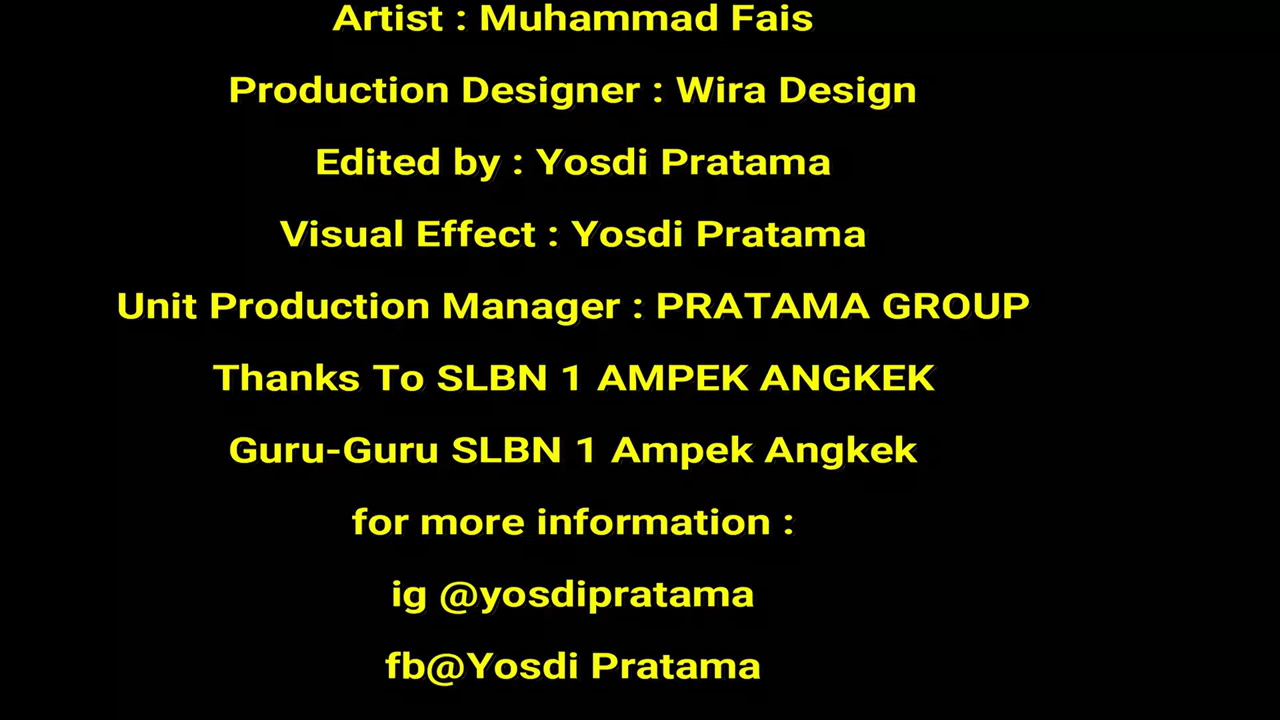 Artist : Muhammad Fais
Production Designer : Wira Design
Edited by : Yosdi Pratama
Visual Effect : Yosdi Pratama
Unit Production Manager : PRATAMA GROUP
Thanks To SLBN 1 AMPEK ANGKEK
Guru-Guru SLBN 1 Ampek Angkek
for more information :
ig @yosdipratama
fb@Yosdi Pratama